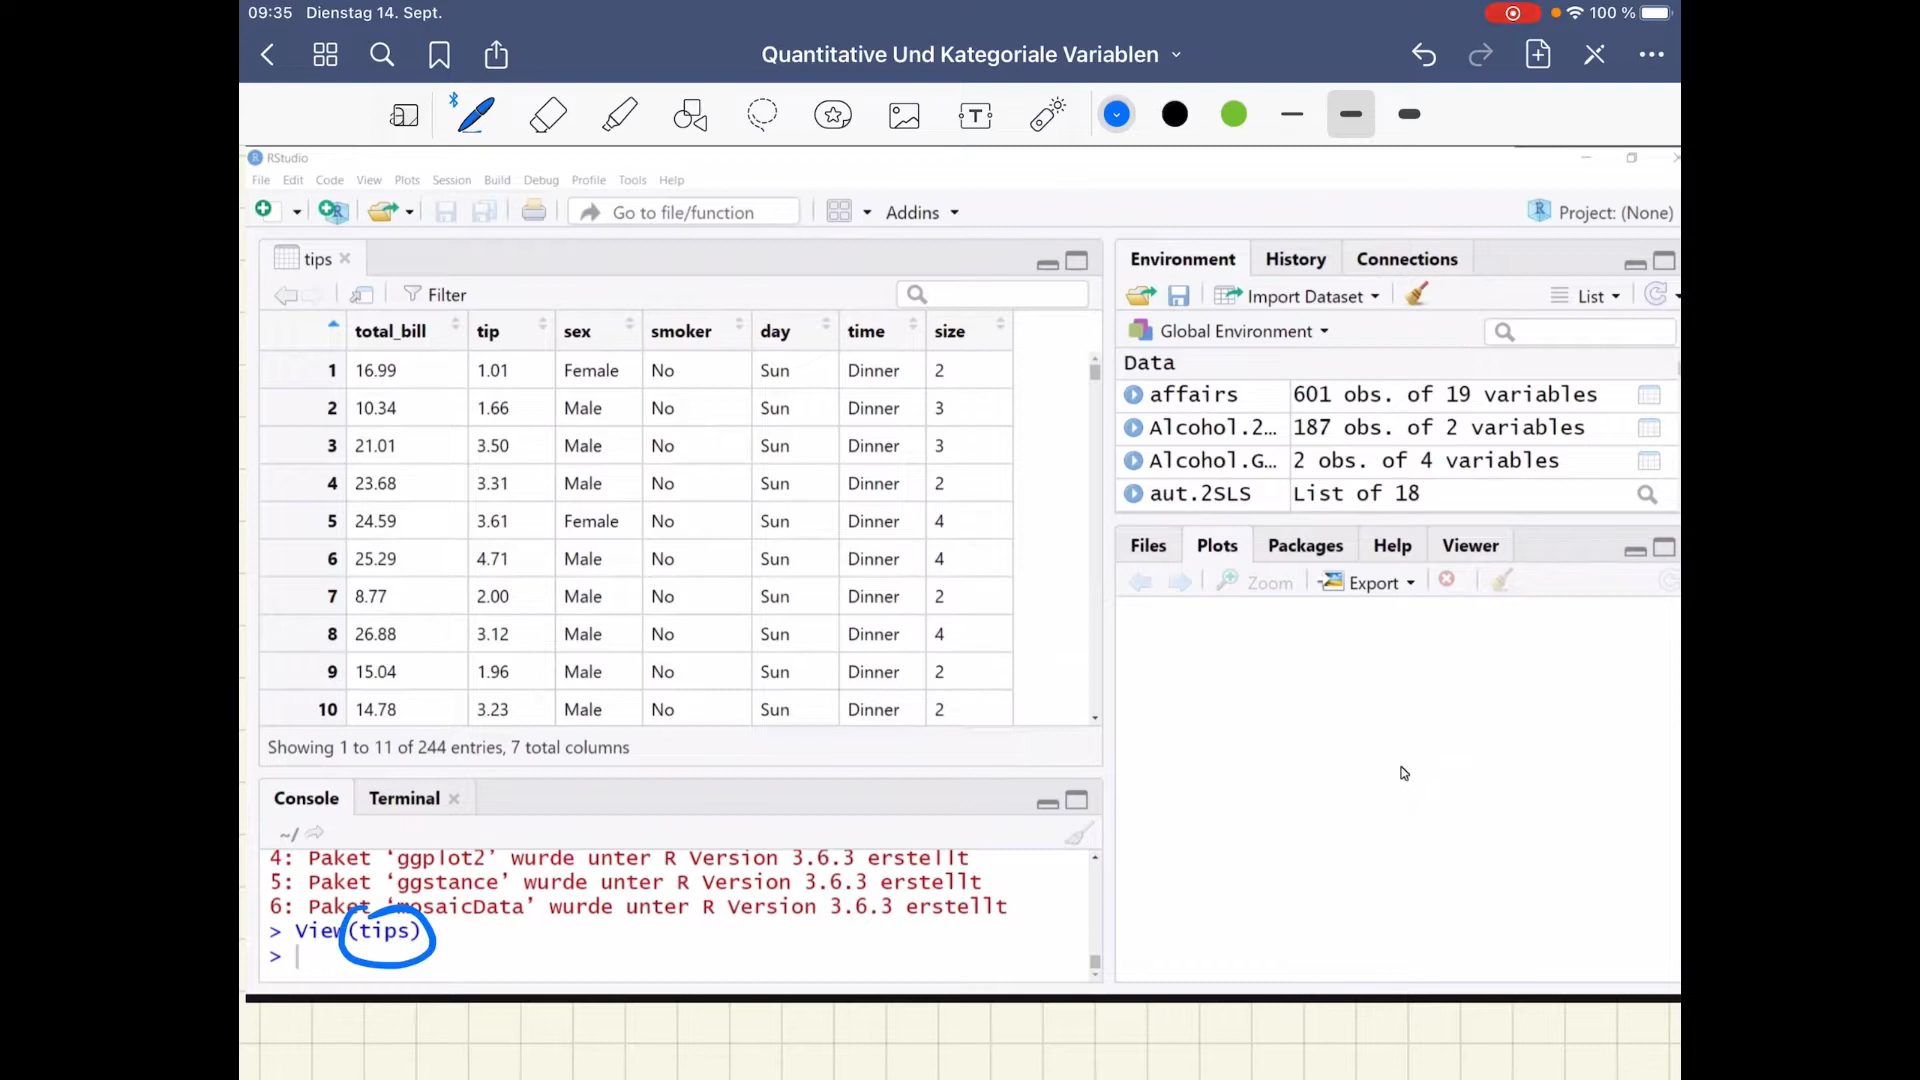 09:35 Dienstag 14. Sept.
100 %
Quantitative Und Kategoriale Variablen
RStudio
File Edit Code View Plots Session Build Debug Profile Tools Help
Go to file/function
Addins
Project: (None)
tips
Filter
total_bill tip sex smoker day time size
1 16.99 1.01 Female No Sun Dinner 2
2 10.34 1.66 Male No Sun Dinner 3
3 21.01 3.50 Male No Sun Dinner 3
4 23.68 3.31 Male No Sun Dinner 2
5 24.59 3.61 Female No Sun Dinner 4
6 25.29 4.71 Male No Sun Dinner 4
7 8.77 2.00 Male No Sun Dinner 2
8 26.88 3.12 Male No Sun Dinner 4
9 15.04 1.96 Male No Sun Dinner 2
10 14.78 3.23 Male No Sun Dinner 2
Showing 1 to 11 of 244 entries, 7 total columns
Console Terminal
~/
4: Paket ‘ggplot2’ wurde unter R Version 3.6.3 erstellt
5: Paket ‘ggstance’ wurde unter R Version 3.6.3 erstellt
6: Paket ‘mosaicData’ wurde unter R Version 3.6.3 erstellt
> View(tips)
>
Environment History Connections
Import Dataset
List
Global Environment
Data
affairs 601 obs. of 19 variables
Alcohol.2... 187 obs. of 2 variables
Alcohol.G... 2 obs. of 4 variables
aut.2SLS List of 18
Files Plots Packages Help Viewer
Zoom
Export